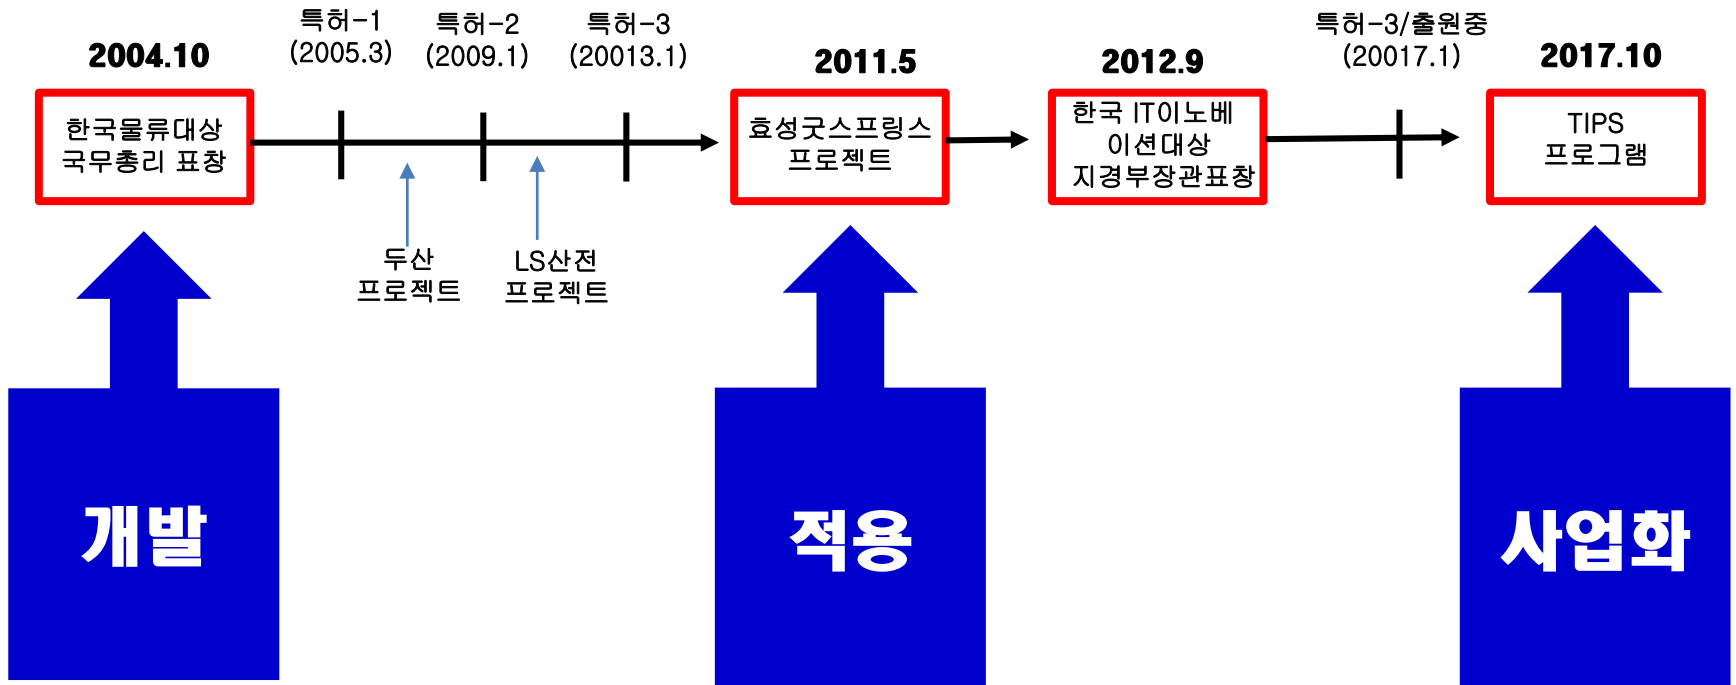 2004.10
한국물류대상
국무총리 표창
특허-1
(2005.3)
특허-2
(2009.1)
특허-3
(20013.1)
두산
프로젝트
LS산전
프로젝트
2011.5
효성굿스프링스
프로젝트
2012.9
한국 IT이노베
이션대상
지경부장관표창
특허-3/출원중
(20017.1)
2017.10
TIPS
프로그램
개발
적용
사업화